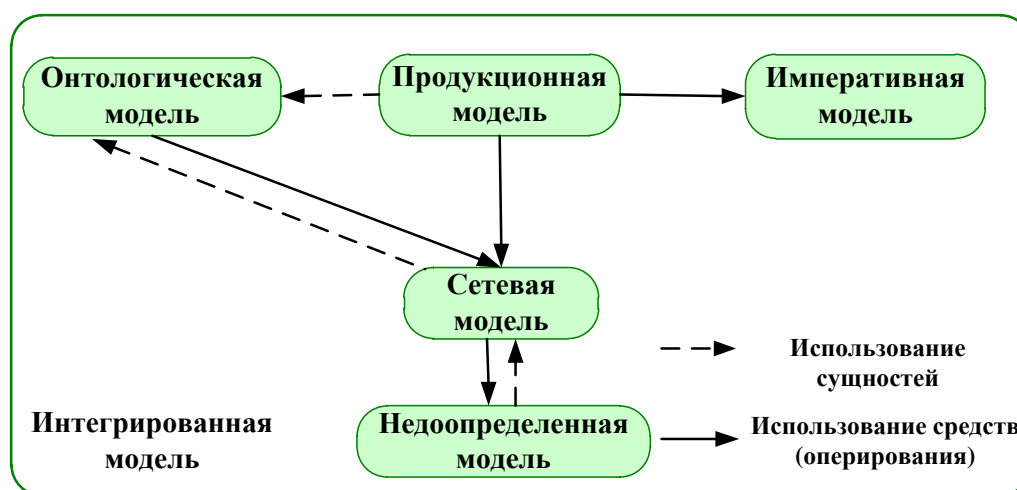 Онтологическая
модель
Продукционная
модель
Императивная
модель
Сетевая
модель
Использование
сущностей
Интегрированная
модель
Недоопределенная
модель
Использование средств
(оперирования)